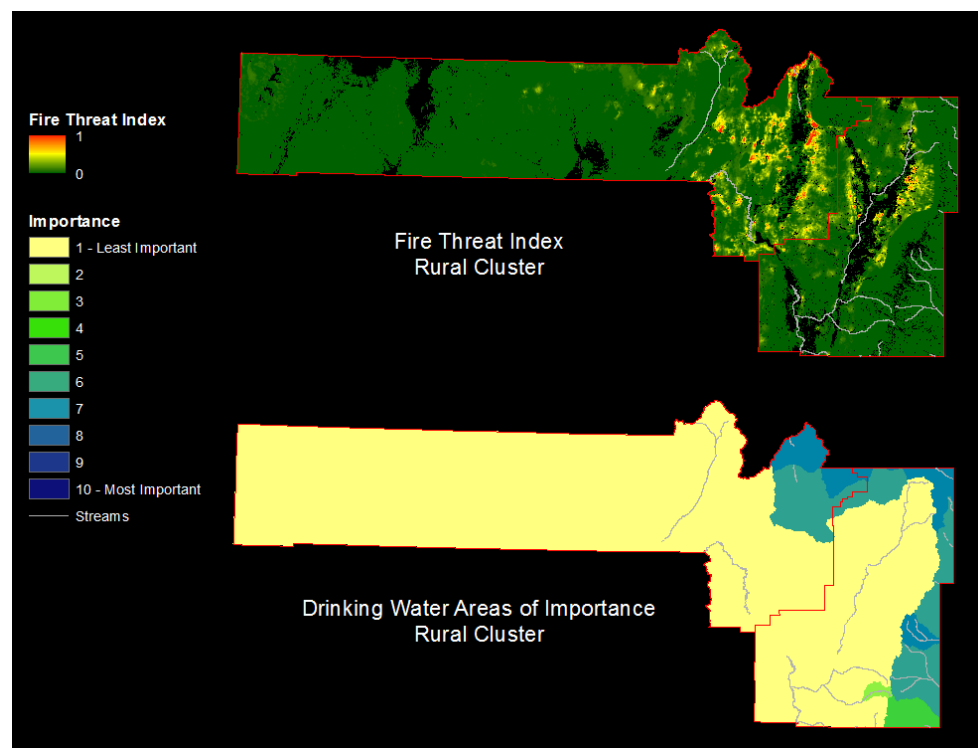 Fire Threat Index
1
0
Importance
1 - Least Important
2
3
4
5
6
7
8
9
10 - Most Important
Streams
Fire Threat Index
Rural Cluster
Drinking Water Areas of Importance
Rural Cluster